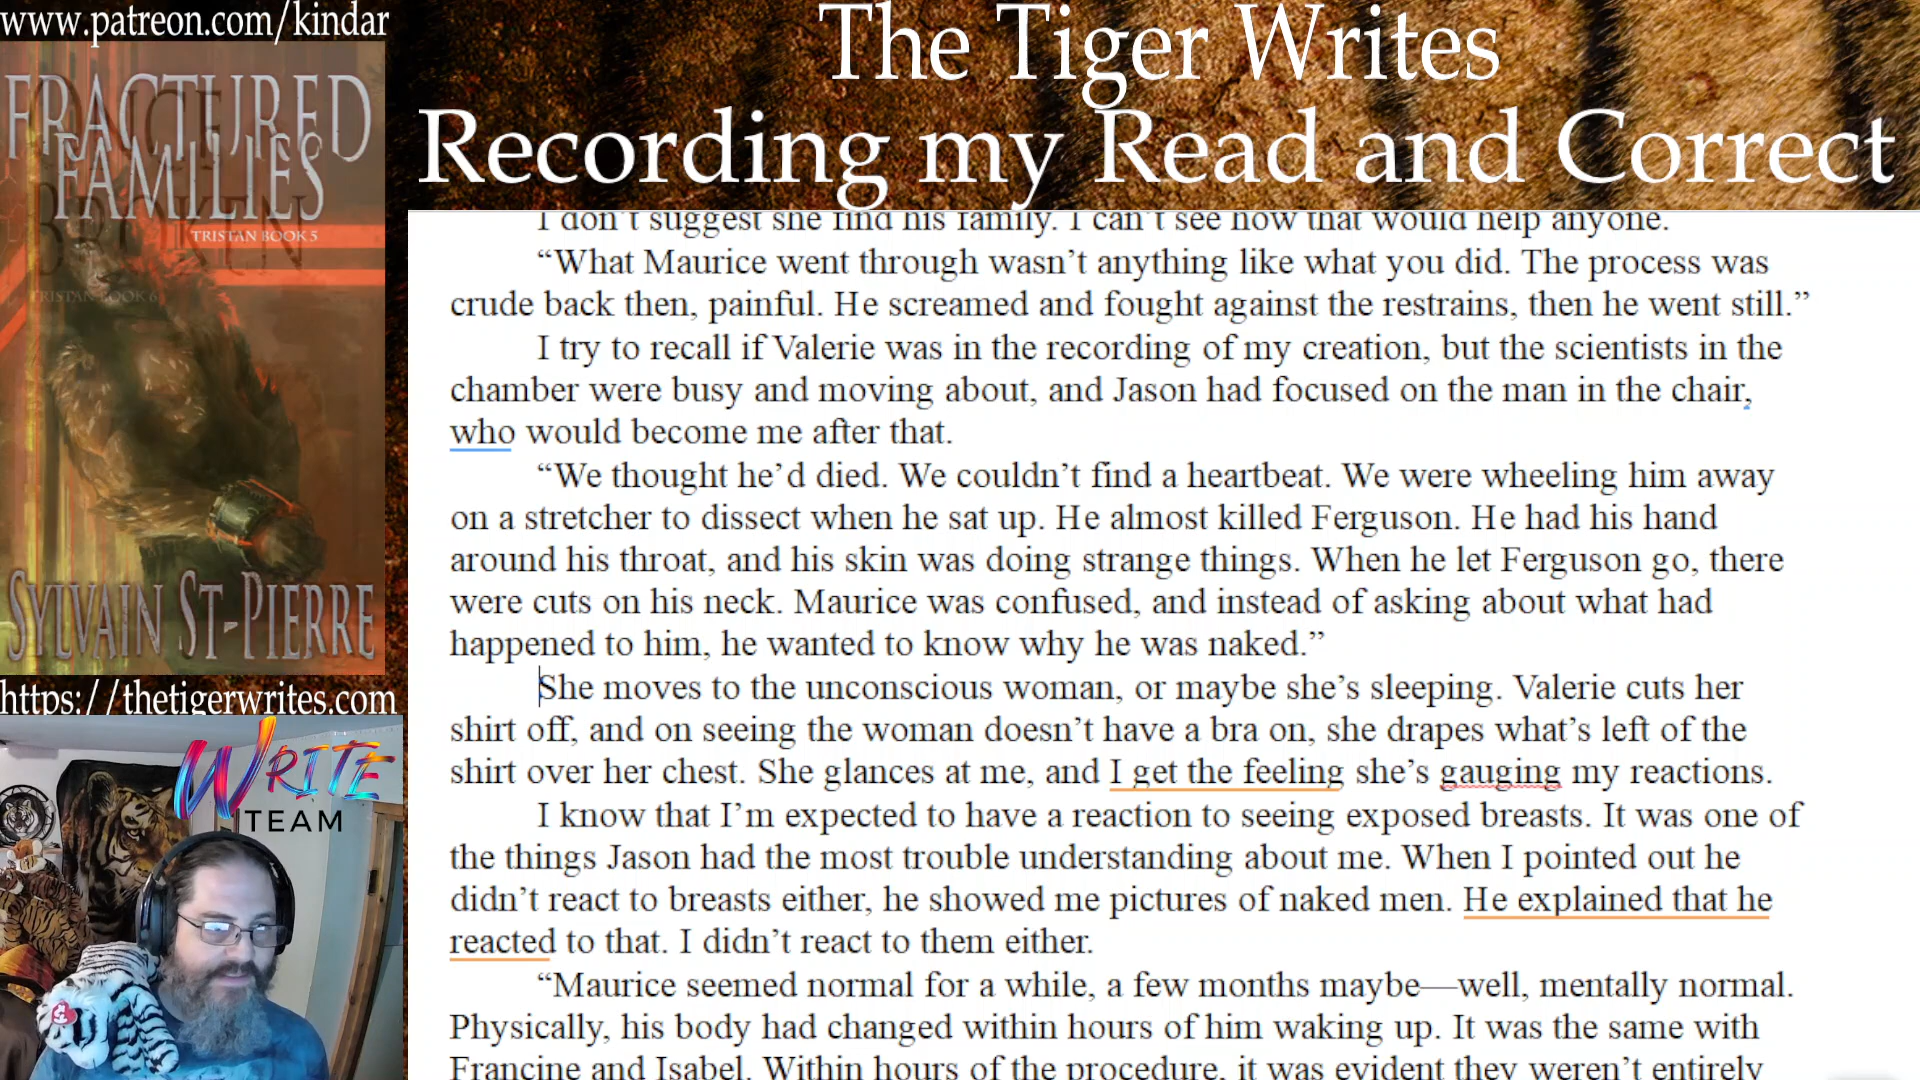 www.patreon.com/kindar
FRACTURED
FAMILIES
BROKEN
TRISTAN BOOK 5
TRISTAN BOOK 6
SYLVAIN ST-PIERRE
https://thetigerwrites.com
WRITE
TEAM
The Tiger Writes
Recording my Read and Correct
I don’t suggest she find his family. I can’t see how that would help anyone.
“What Maurice went through wasn’t anything like what you did. The process was
crude back then, painful. He screamed and fought against the restrains, then he went still.”
I try to recall if Valerie was in the recording of my creation, but the scientists in the
chamber were busy and moving about, and Jason had focused on the man in the chair,
who would become me after that.
“We thought he’d died. We couldn’t find a heartbeat. We were wheeling him away
on a stretcher to dissect when he sat up. He almost killed Ferguson. He had his hand
around his throat, and his skin was doing strange things. When he let Ferguson go, there
were cuts on his neck. Maurice was confused, and instead of asking about what had
happened to him, he wanted to know why he was naked.”
She moves to the unconscious woman, or maybe she’s sleeping. Valerie cuts her
shirt off, and on seeing the woman doesn’t have a bra on, she drapes what’s left of the
shirt over her chest. She glances at me, and I get the feeling she’s gauging my reactions.
I know that I’m expected to have a reaction to seeing exposed breasts. It was one of
the things Jason had the most trouble understanding about me. When I pointed out he
didn’t react to breasts either, he showed me pictures of naked men. He explained that he
reacted to that. I didn’t react to them either.
“Maurice seemed normal for a while, a few months maybe—well, mentally normal.
Physically, his body had changed within hours of him waking up. It was the same with
Francine and Isabel. Within hours of the procedure, it was evident they weren’t entirely